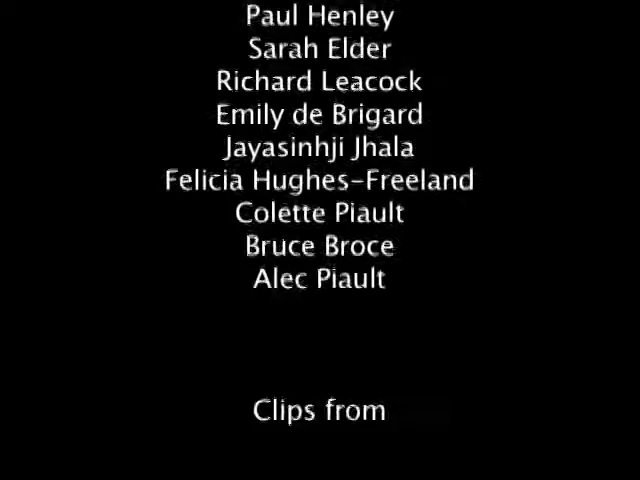 Paul Henley
Sarah Elder
Richard Leacock
Emily de Brigard
Jayasinhji Jhala
Felicia Hughes-Freeland
Colette Piault
Bruce Broce
Alec Piault
Clips from